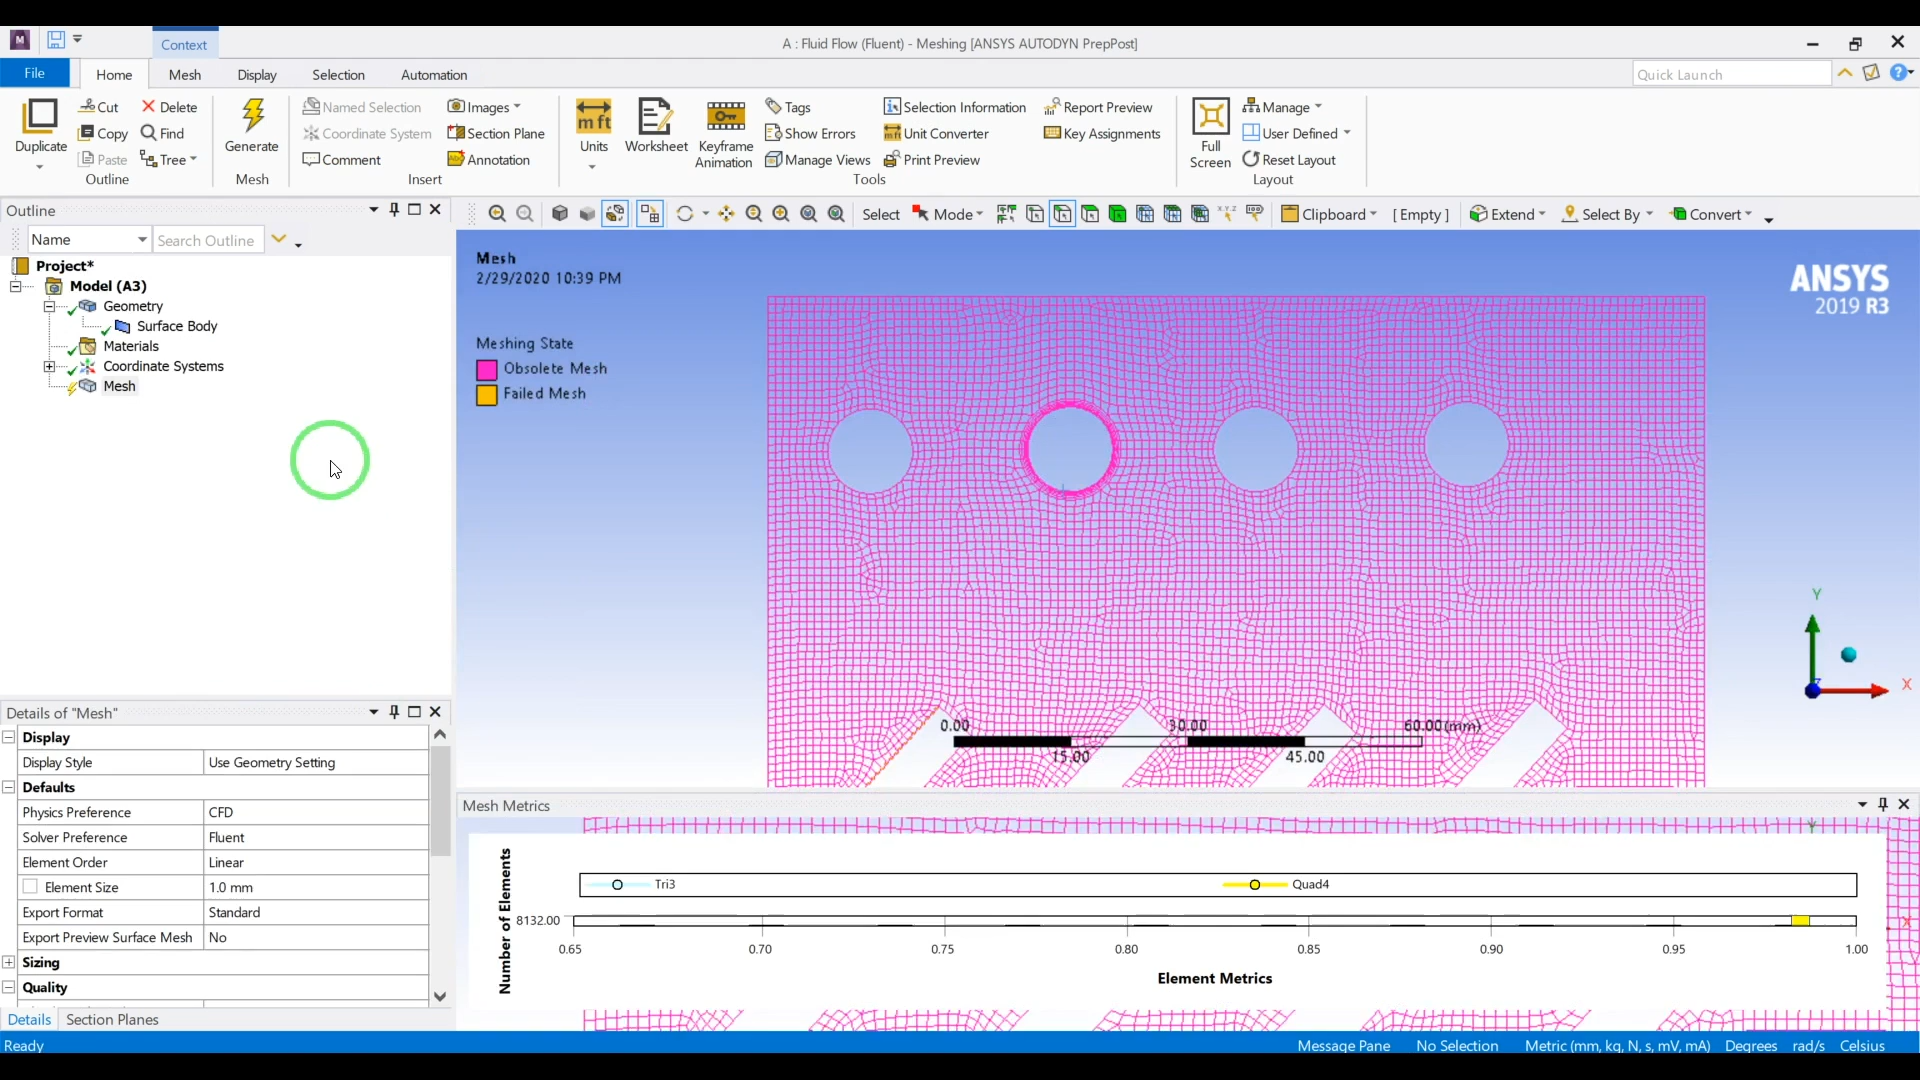 M
Context
A : Fluid Flow (Fluent) - Meshing [ANSYS AUTODYN PrepPost]
File
Home
Mesh
Display
Selection
Automation
Quick Launch
Duplicate
Cut
Copy
Paste
Delete
Find
Tree
Outline
Generate
Mesh
Named Selection
Coordinate System
Comment
Images
Section Plane
Annotation
Insert
mft
Units
Worksheet
Keyframe
Animation
Tags
Show Errors
Manage Views
Selection Information
Unit Converter
Print Preview
Report Preview
Key Assignments
Tools
Full
Screen
Manage
User Defined
Reset Layout
Layout
Outline
Name
Search Outline
Select
Mode
Clipboard
[ Empty ]
Extend
Select By
Convert
Project*
Model (A3)
Geometry
Surface Body
Materials
Coordinate Systems
Mesh
Mesh
2/29/2020 10:39 PM
Meshing State
Obsolete Mesh
Failed Mesh
ANSYS
2019 R3
Y
X
0.00 30.00 60.00(mm)
15.00 45.00
Details of "Mesh"
Display
Display Style Use Geometry Setting
Defaults
Physics Preference CFD
Solver Preference Fluent
Element Order Linear
Element Size 1.0 mm
Export Format Standard
Export Preview Surface Mesh No
Sizing
Quality
Details
Section Planes
Mesh Metrics
Tri3
Quad4
Number of Elements
8132.00
0.65 0.70 0.75 0.80 0.85 0.90 0.95 1.00
Element Metrics
Ready
Message Pane
No Selection
Metric (mm, kg, N, s, mV, mA)
Degrees
rad/s
Celsius